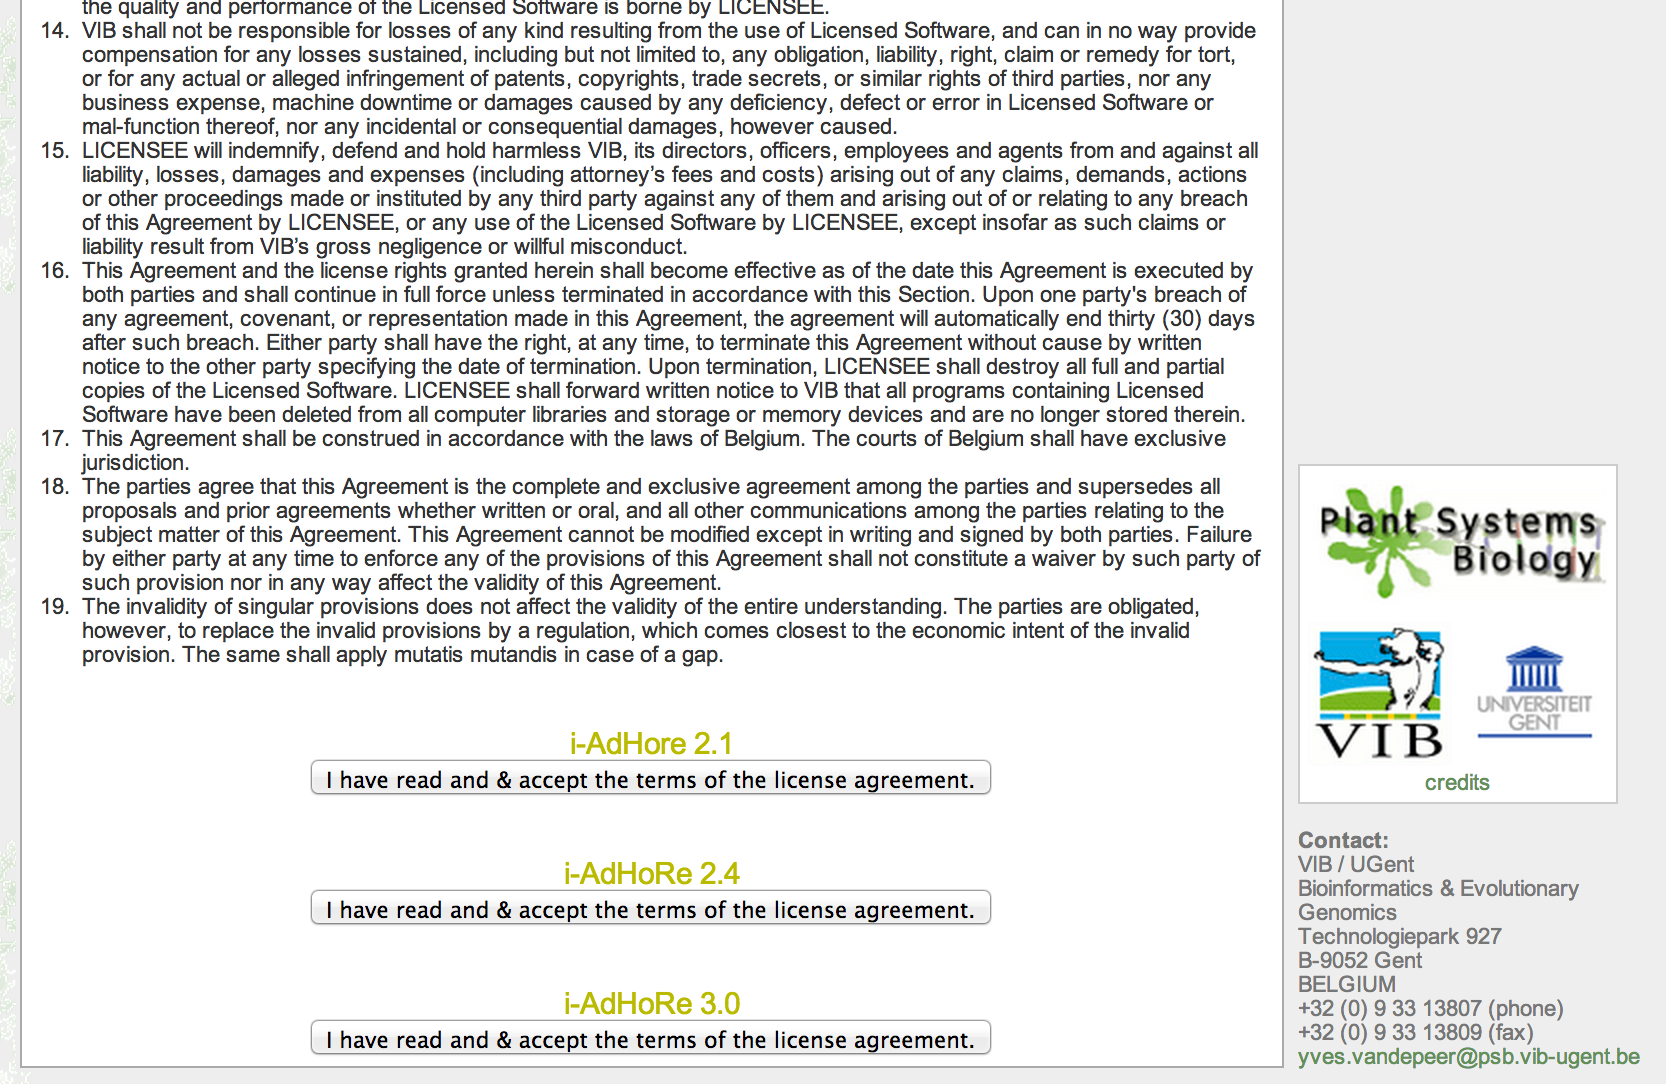 the quality and performance of the Licensed Software is borne by LICENSEE.
14. VIB shall not be responsible for losses of any kind resulting from the use of Licensed Software, and can in no way provide
compensation for any losses sustained, including but not limited to, any obligation, liability, right, claim or remedy for tort,
or for any actual or alleged infringement of patents, copyrights, trade secrets, or similar rights of third parties, nor any
business expense, machine downtime or damages caused by any deficiency, defect or error in Licensed Software or
mal-function thereof, nor any incidental or consequential damages, however caused.
15. LICENSEE will indemnify, defend and hold harmless VIB, its directors, officers, employees and agents from and against all
liability, losses, damages and expenses (including attorney’s fees and costs) arising out of any claims, demands, actions
or other proceedings made or instituted by any third party against any of them and arising out of or relating to any breach
of this Agreement by LICENSEE, or any use of the Licensed Software by LICENSEE, except insofar as such claims or
liability result from VIB’s gross negligence or willful misconduct.
16. This Agreement and the license rights granted herein shall become effective as of the date this Agreement is executed by
both parties and shall continue in full force unless terminated in accordance with this Section. Upon one party's breach of
any agreement, covenant, or representation made in this Agreement, the agreement will automatically end thirty (30) days
after such breach. Either party shall have the right, at any time, to terminate this Agreement without cause by written
notice to the other party specifying the date of termination. Upon termination, LICENSEE shall destroy all full and partial
copies of the Licensed Software. LICENSEE shall forward written notice to VIB that all programs containing Licensed
Software have been deleted from all computer libraries and storage or memory devices and are no longer stored therein.
17. This Agreement shall be construed in accordance with the laws of Belgium. The courts of Belgium shall have exclusive
jurisdiction.
18. The parties agree that this Agreement is the complete and exclusive agreement among the parties and supersedes all
proposals and prior agreements whether written or oral, and all other communications among the parties relating to the
subject matter of this Agreement. This Agreement cannot be modified except in writing and signed by both parties. Failure
by either party at any time to enforce any of the provisions of this Agreement shall not constitute a waiver by such party of
such provision nor in any way affect the validity of this Agreement.
19. The invalidity of singular provisions does not affect the validity of the entire understanding. The parties are obligated,
however, to replace the invalid provisions by a regulation, which comes closest to the economic intent of the invalid
provision. The same shall apply mutatis mutandis in case of a gap.
i-AdHore 2.1
I have read and & accept the terms of the license agreement.
i-AdHoRe 2.4
I have read and & accept the terms of the license agreement.
i-AdHoRe 3.0
I have read and & accept the terms of the license agreement.
Plant Systems
Biology
VIB
UNIVERSITEIT
GENT
credits
Contact:
VIB / UGent
Bioinformatics & Evolutionary
Genomics
Technologiepark 927
B-9052 Gent
BELGIUM
+32 (0) 9 33 13807 (phone)
+32 (0) 9 33 13809 (fax)
yves.vandepeer@psb.vib-ugent.be